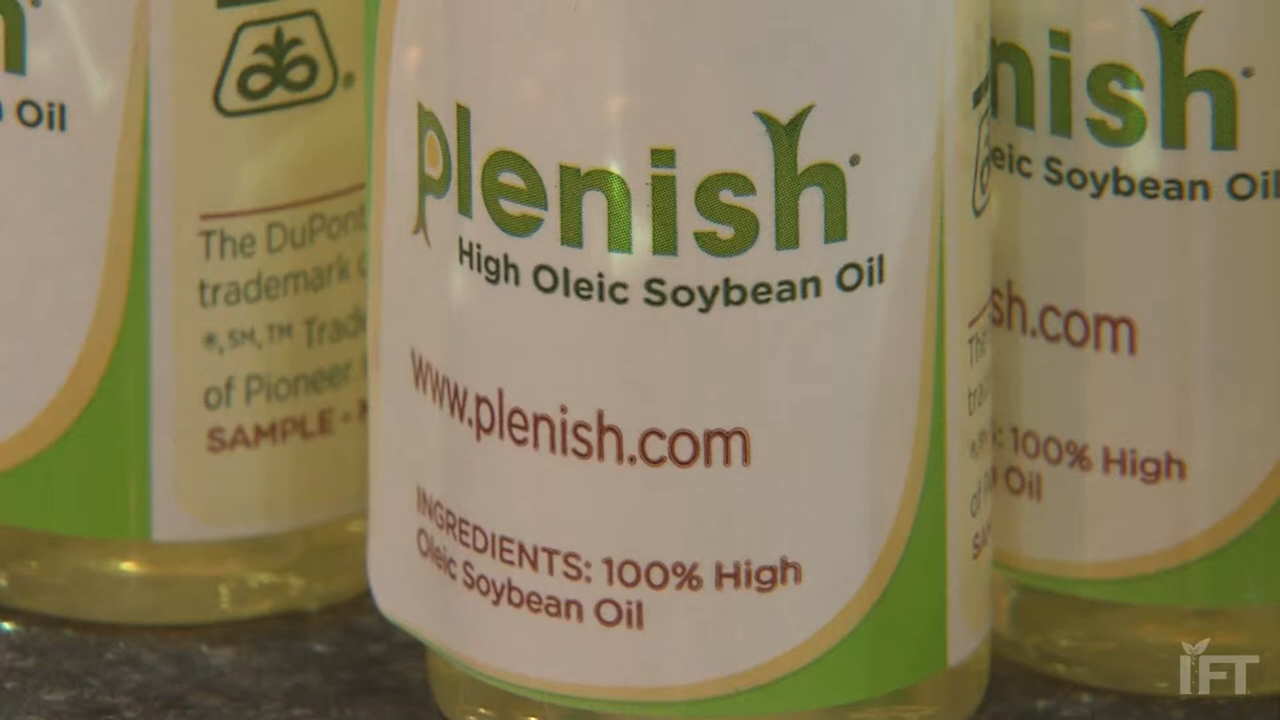 Oil
The DuPont
trademark
®,SM,™ Trade
of Pioneer
SAMPLE -
plenish®
High Oleic Soybean Oil
www.plenish.com
INGREDIENTS: 100% High
Oleic Soybean Oil
nish®
eic Soybean Oil
sh.com
100% High
Oil
IFT